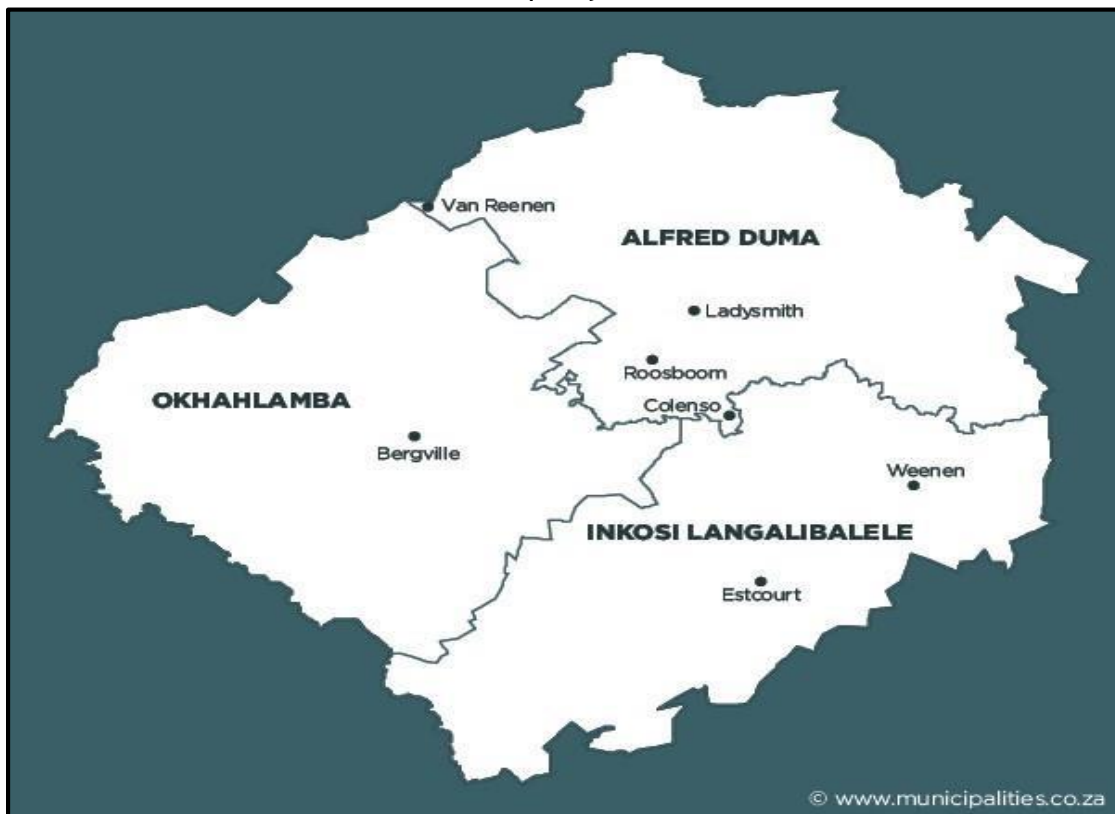 Van Reenen
ALFRED DUMA
Ladysmith
Roosboom
OKHAHLAMBA
Colenso
Bergville
Weenen
INKOSI LANGALIBALELE
Estcourt
© www.municipalities.co.za